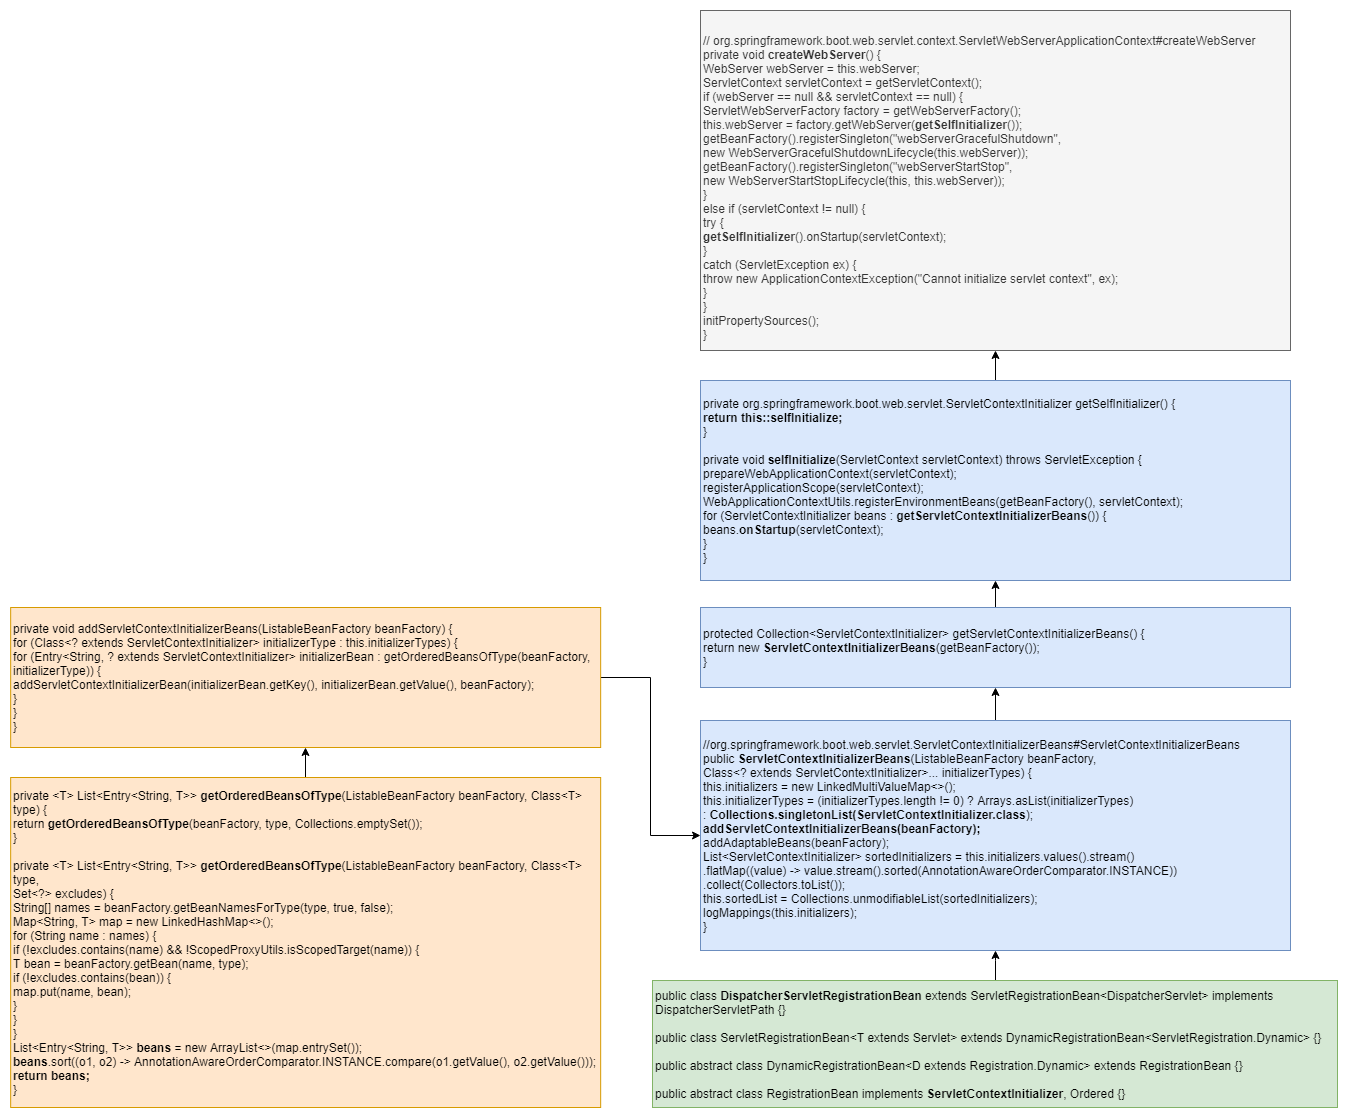 // org.springframework.boot.web.servlet.context.ServletWebServerApplicationContext#createWebServer
private void createWebServer() {
WebServer webServer = this.webServer;
ServletContext servletContext = getServletContext();
if (webServer == null && servletContext == null) {
ServletWebServerFactory factory = getWebServerFactory();
this.webServer = factory.getWebServer(getSelfInitializer());
getBeanFactory().registerSingleton("webServerGracefulShutdown",
new WebServerGracefulShutdownLifecycle(this.webServer));
getBeanFactory().registerSingleton("webServerStartStop",
new WebServerStartStopLifecycle(this, this.webServer));
}
else if (servletContext != null) {
try {
getSelfInitializer().onStartup(servletContext);
}
catch (ServletException ex) {
throw new ApplicationContextException("Cannot initialize servlet context", ex);
}
}
initPropertySources();
}
private org.springframework.boot.web.servlet.ServletContextInitializer getSelfInitializer() {
return this::selfInitialize;
}
private void selfInitialize(ServletContext servletContext) throws ServletException {
prepareWebApplicationContext(servletContext);
registerApplicationScope(servletContext);
WebApplicationContextUtils.registerEnvironmentBeans(getBeanFactory(), servletContext);
for (ServletContextInitializer beans : getServletContextInitializerBeans()) {
beans.onStartup(servletContext);
}
}
protected Collection<ServletContextInitializer> getServletContextInitializerBeans() {
return new ServletContextInitializerBeans(getBeanFactory());
}
private void addServletContextInitializerBeans(ListableBeanFactory beanFactory) {
for (Class<? extends ServletContextInitializer> initializerType : this.initializerTypes) {
for (Entry<String, ? extends ServletContextInitializer> initializerBean : getOrderedBeansOfType(beanFactory,
initializerType)) {
addServletContextInitializerBean(initializerBean.getKey(), initializerBean.getValue(), beanFactory);
}
}
}
//org.springframework.boot.web.servlet.ServletContextInitializerBeans#ServletContextInitializerBeans
public ServletContextInitializerBeans(ListableBeanFactory beanFactory,
Class<? extends ServletContextInitializer>... initializerTypes) {
this.initializers = new LinkedMultiValueMap<>();
this.initializerTypes = (initializerTypes.length != 0) ? Arrays.asList(initializerTypes)
: Collections.singletonList(ServletContextInitializer.class);
addServletContextInitializerBeans(beanFactory);
addAdaptableBeans(beanFactory);
List<ServletContextInitializer> sortedInitializers = this.initializers.values().stream()
.flatMap((value) -> value.stream().sorted(AnnotationAwareOrderComparator.INSTANCE))
.collect(Collectors.toList());
this.sortedList = Collections.unmodifiableList(sortedInitializers);
logMappings(this.initializers);
}
private <T> List<Entry<String, T>> getOrderedBeansOfType(ListableBeanFactory beanFactory, Class<T>
type) {
return getOrderedBeansOfType(beanFactory, type, Collections.emptySet());
}
private <T> List<Entry<String, T>> getOrderedBeansOfType(ListableBeanFactory beanFactory, Class<T>
type,
Set<?> excludes) {
String[] names = beanFactory.getBeanNamesForType(type, true, false);
Map<String, T> map = new LinkedHashMap<>();
for (String name : names) {
if (!excludes.contains(name) && !ScopedProxyUtils.isScopedTarget(name)) {
T bean = beanFactory.getBean(name, type);
if (!excludes.contains(bean)) {
map.put(name, bean);
}
}
}
List<Entry<String, T>> beans = new ArrayList<>(map.entrySet());
beans.sort((o1, o2) -> AnnotationAwareOrderComparator.INSTANCE.compare(o1.getValue(), o2.getValue()));
return beans;
}
public class DispatcherServletRegistrationBean extends ServletRegistrationBean<DispatcherServlet> implements
DispatcherServletPath {}
public class ServletRegistrationBean<T extends Servlet> extends DynamicRegistrationBean<ServletRegistration.Dynamic> {}
public abstract class DynamicRegistrationBean<D extends Registration.Dynamic> extends RegistrationBean {}
public abstract class RegistrationBean implements ServletContextInitializer, Ordered {}